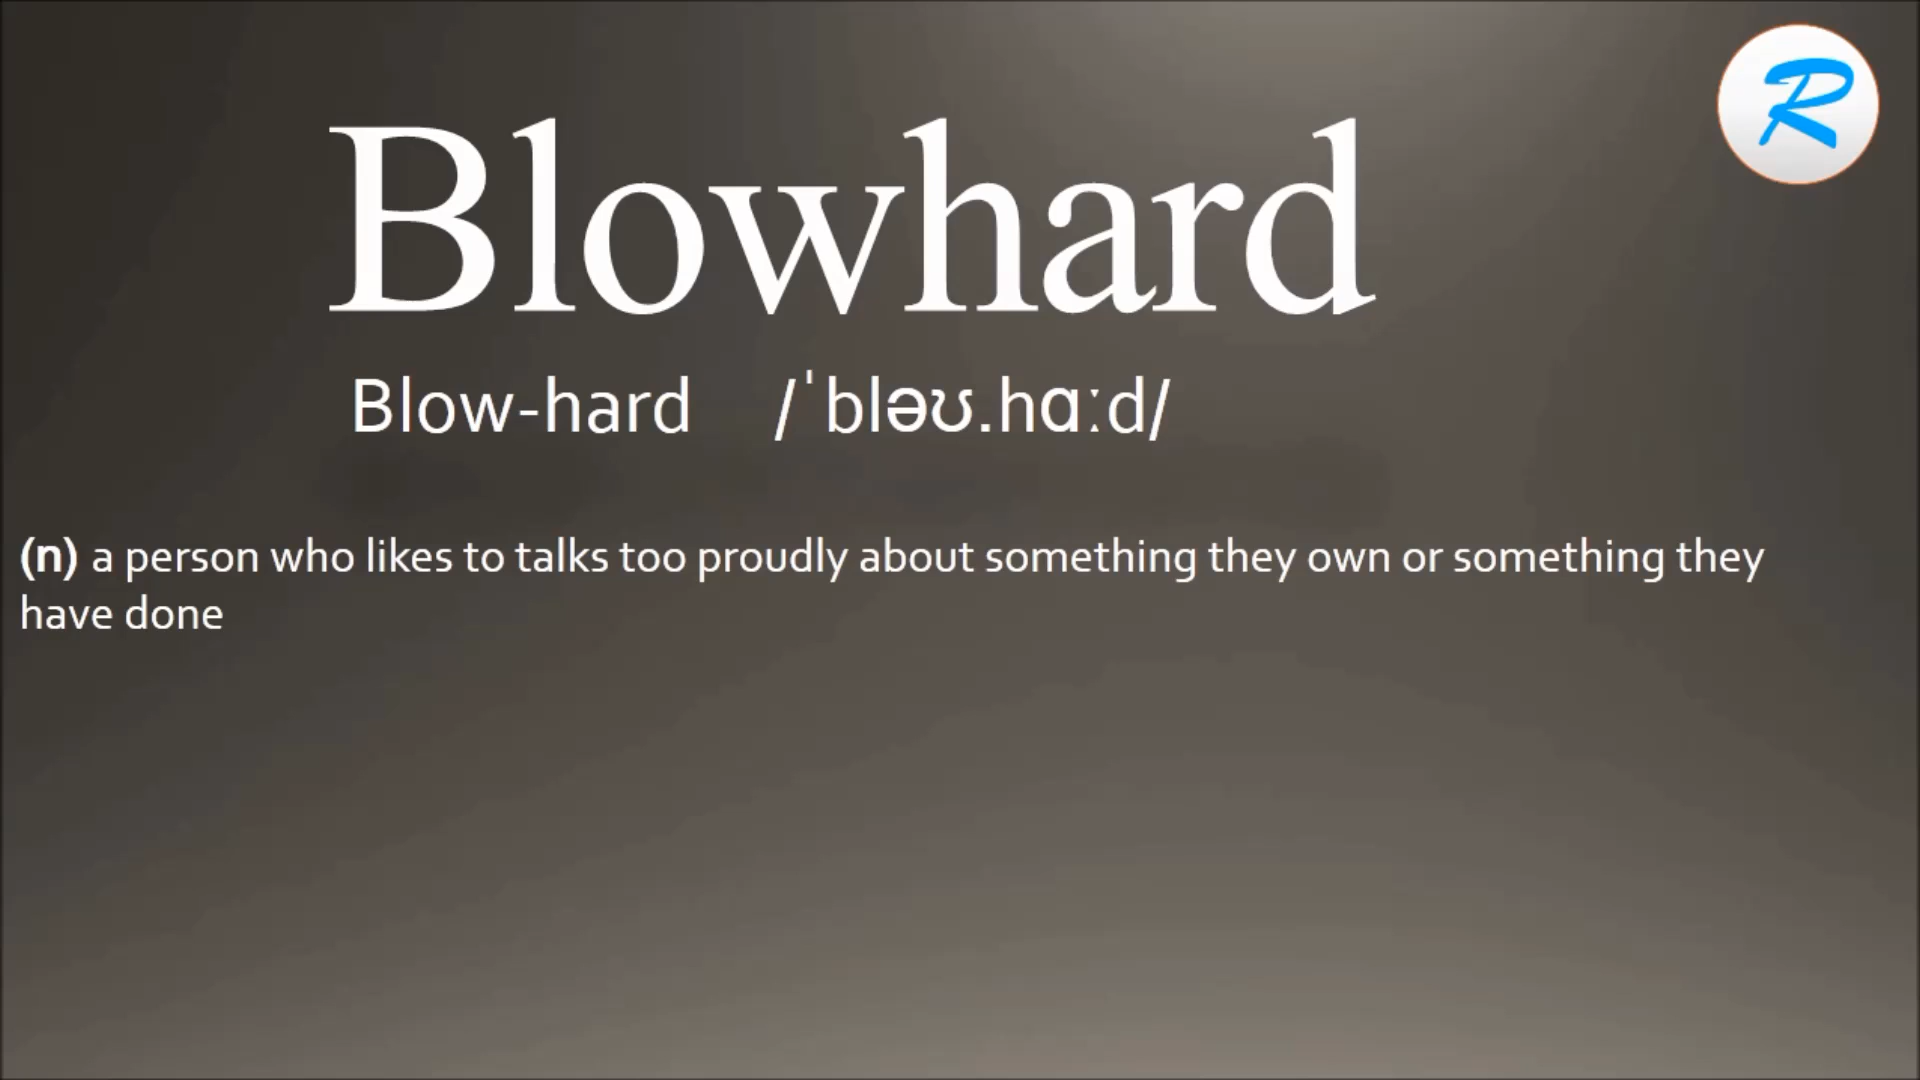 R
Blowhard
Blow-hard /ˈbləʊ.hɑːd/
(n) a person who likes to talks too proudly about something they own or something they
have done